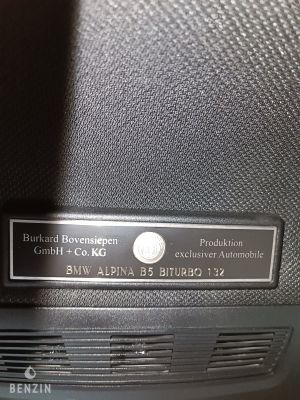 Burkard Bovensiepen
GmbH + Co. KG
Produktion
exclusiver Automobile
BMW ALPINA B5 BITURBO 132
BENZIN